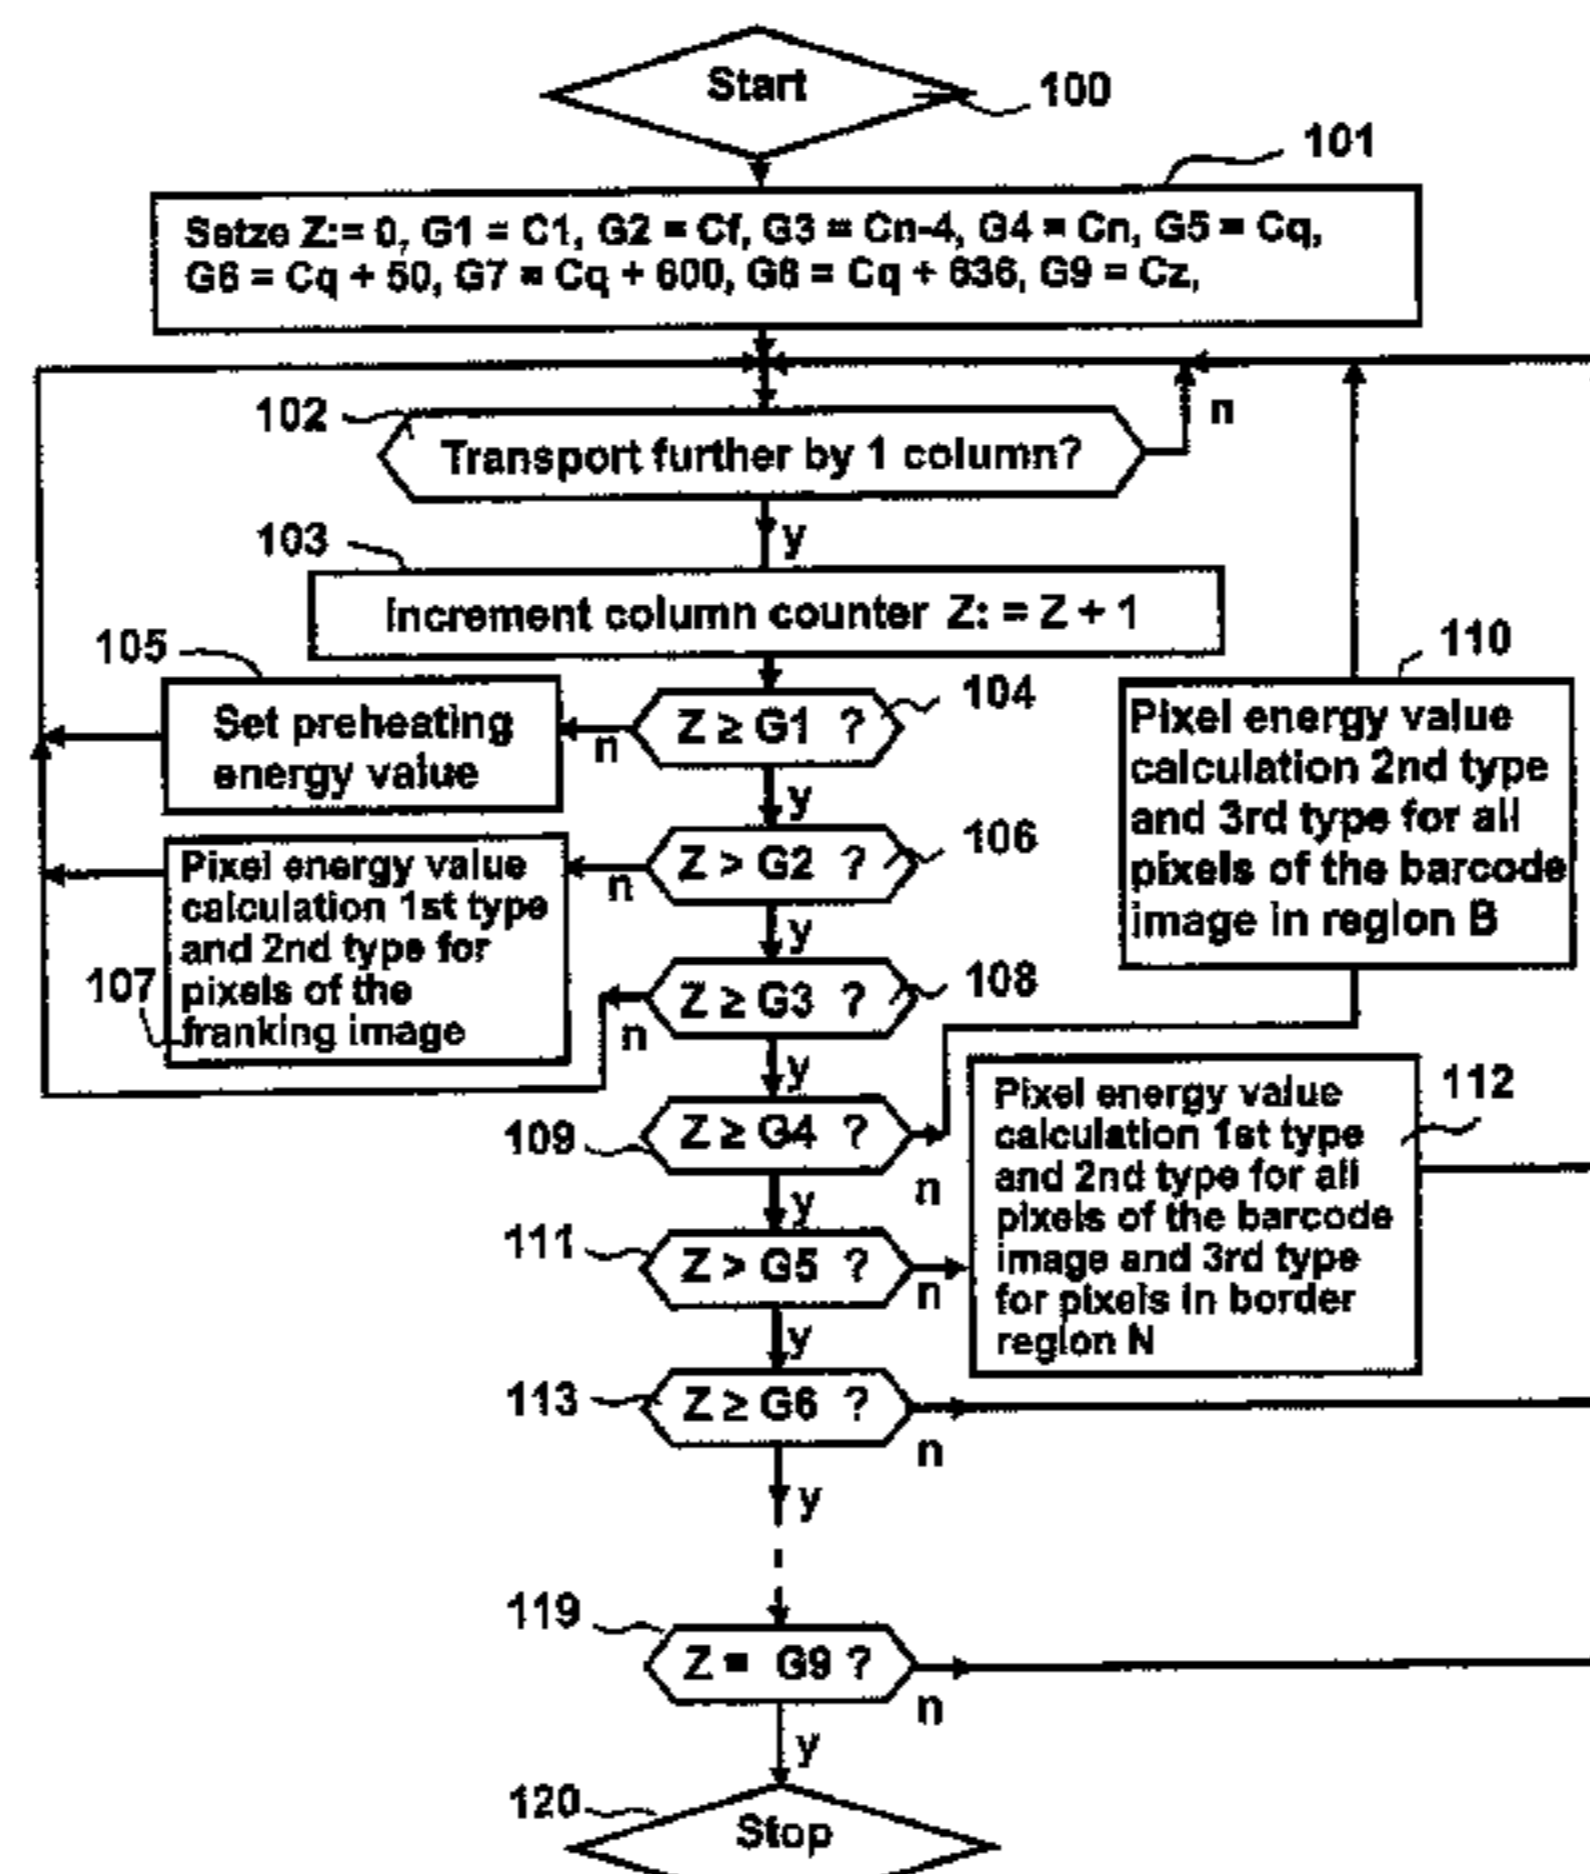 Start
100
101
Setze Z:= 0, G1 = C1, G2 = Cf, G3 = Cn-4, G4 = Cn, G5 = Cq,
G6 = Cq + 50, G7 = Cq + 600, G8 = Cq + 636, G9 = Cz,
102
Transport further by 1 column?
n
y
103
Increment column counter Z: = Z + 1
105
Set preheating
energy value
n
Z ≥ G1 ?
104
y
110
Pixel energy value
calculation 2nd type
and 3rd type for all
pixels of the barcode
image in region B
107
Pixel energy value
calculation 1st type
and 2nd type for
pixels of the
franking image
n
Z > G2 ?
106
y
n
Z ≥ G3 ?
108
y
109
Z ≥ G4 ?
n
y
112
Pixel energy value
calculation 1st type
and 2nd type for all
pixels of the barcode
image and 3rd type
for pixels in border
region N
111
Z > G5 ?
n
y
113
Z ≥ G6 ?
n
y
119
Z = G9 ?
n
y
120
Stop